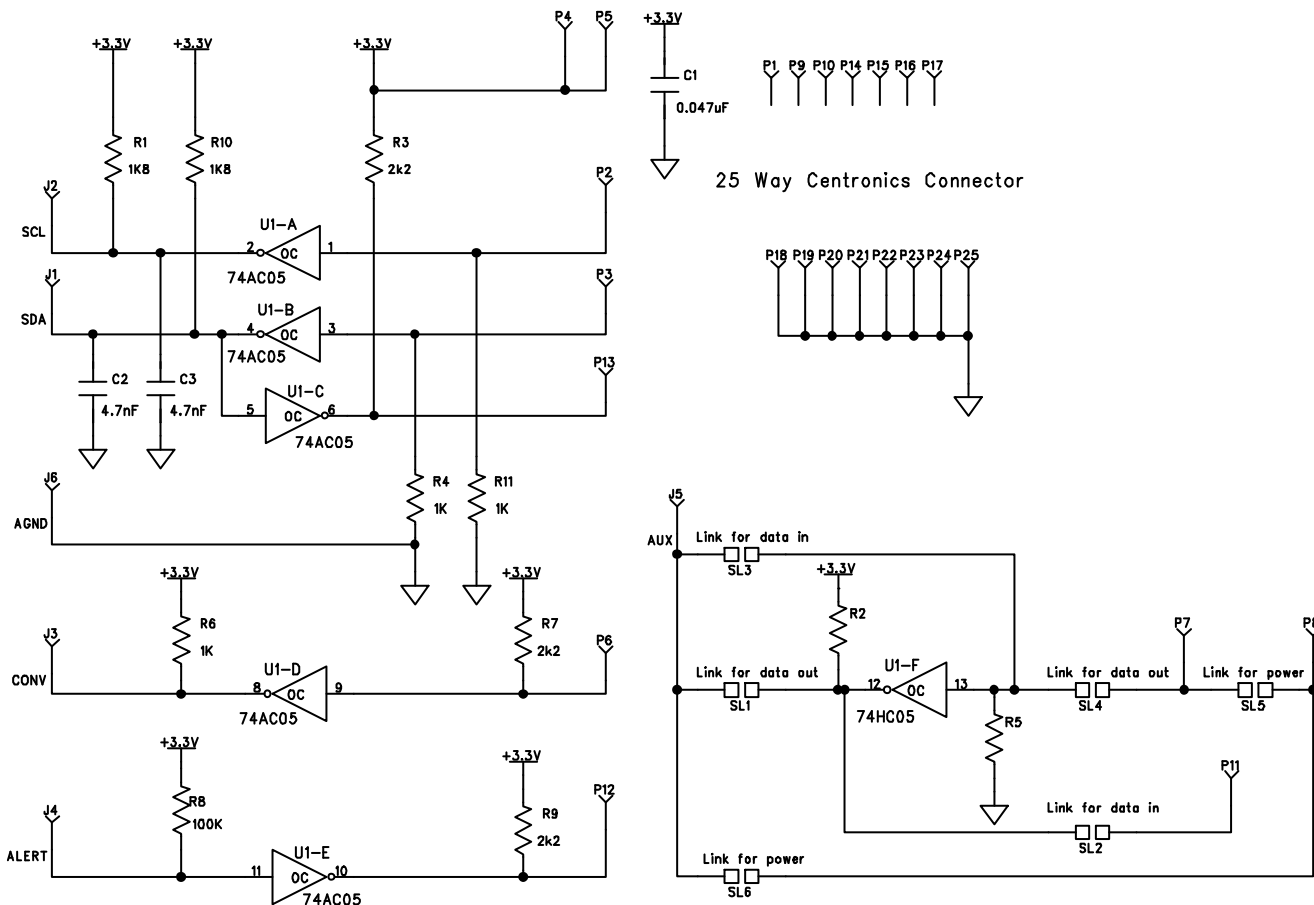 P4 P5
+3.3V
+3.3V +3.3V +3.3V
C1
0.047uF
P1 P9 P10 P14 P15 P16 P17
R1
1K8
R10
1K8
R3
2k2
25 Way Centronics Connector
J2
P2
SCL
U1-A
2 OC 1
74AC05
J1
P3
SDA
U1-B
4 OC 3
74AC05
P18 P19 P20 P21 P22 P23 P24 P25
C2
4.7nF
C3
4.7nF
U1-C
5 OC 6
74AC05
P13
J6
AGND
R4
1K
R11
1K
J5
AUX
Link for data in
SL3
+3.3V
R6
1K
+3.3V
R7
2k2
J3
P6
CONV
U1-D
8 OC 9
74AC05
+3.3V
R2
P7
P8
Link for data out
SL1
U1-F
12 OC 13
74HC05
Link for data out
SL4
Link for power
SL5
R5
P11
Link for data in
SL2
+3.3V
R8
100K
+3.3V
R9
2k2
J4
P12
ALERT
U1-E
11 OC 10
74AC05
Link for power
SL6